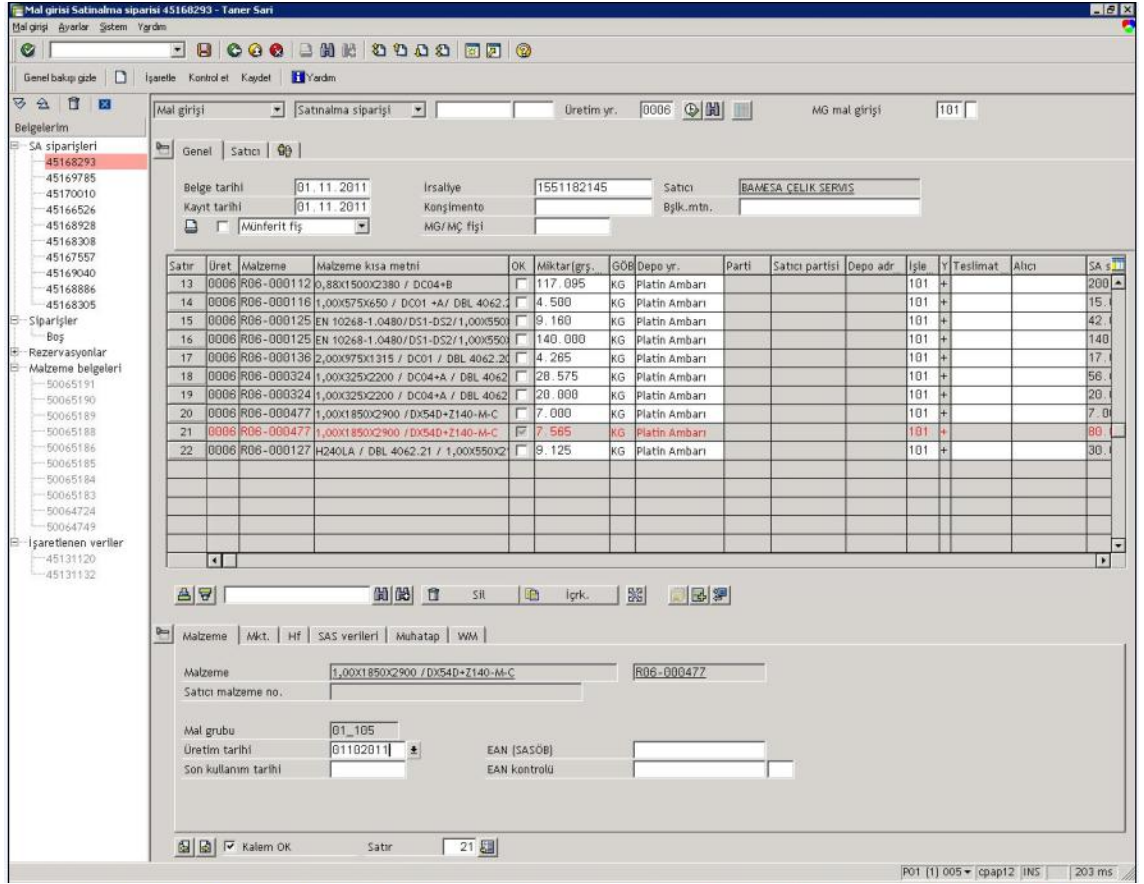 Mal girisi Satinalma siparisi 45168293 - Taner Sari
Mal girişi Ayarlar Sistem Yardım
Genel bakışı gizle İşaretle Kontrol et Kaydet Yardım
Belgelerim
SA siparişleri
45168293
45169785
45170010
45166526
45168928
45168308
45167557
45169040
45168886
45168305
Siparişler
Boş
Rezervasyonlar
Malzeme belgeleri
50065191
50065190
50065189
50065188
50065186
50065185
50065184
50065183
50064724
50064749
İşaretlenen veriler
45131120
45131132
Mal girişi Satınalma siparişi Üretim yr. 0006 MG mal girişi 101
Genel Satıcı
Belge tarihi 01.11.2011 İrsaliye 1551182145 Satıcı BAMESA ÇELIK SERVIS
Kayıt tarihi 01.11.2011 Konşimento Bşlk.mtn.
Münferit fiş MG/MÇ fişi
Satır Üret Malzeme Malzeme kısa metni OK Miktar(grş. GÖB Depo yr. Parti Satıcı partisi Depo adr İşle Y Teslimat Alıcı SA s
13 0006 R06-000112 0,88X1500X2380 / DC04+B 117.095 KG Platin Ambarı 101 + 200
14 0006 R06-000116 1,00X575X650 / DC01 +A/ DBL 4062.2 4.500 KG Platin Ambarı 101 + 15.
15 0006 R06-000125 EN 10268-1.0480/DS1-DS2/1,00X550 9.160 KG Platin Ambarı 101 + 42.
16 0006 R06-000125 EN 10268-1.0480/DS1-DS2/1,00X550 140.000 KG Platin Ambarı 101 + 140
17 0006 R06-000136 2,00X975X1315 / DC01 / DBL 4062.20 4.265 KG Platin Ambarı 101 + 17.
18 0006 R06-000324 1,00X325X2200 / DC04+A / DBL 4062 28.575 KG Platin Ambarı 101 + 56.
19 0006 R06-000324 1,00X325X2200 / DC04+A / DBL 4062 20.000 KG Platin Ambarı 101 + 20.
20 0006 R06-000477 1,00X1850X2900 /DX54D+Z140-M-C 7.000 KG Platin Ambarı 101 + 7.0
21 0006 R06-000477 1,00X1850X2900 /DX54D+Z140-M-C 7.565 KG Platin Ambarı 101 + 80.
22 0006 R06-000127 H240LA / DBL 4062.21 / 1,00X550X2 9.125 KG Platin Ambarı 101 + 30.
Sil İçrk.
Malzeme Mkt. Hf SAS verileri Muhatap WM
Malzeme 1,00X1850X2900 /DX54D+Z140-M-C R06-000477
Satıcı malzeme no.
Mal grubu 01_105
Üretim tarihi 01102011 EAN (SASÖB)
Son kullanım tarihi EAN kontrolü
Kalem OK Satır 21
P01 (1) 005 cpap12 INS 203 ms